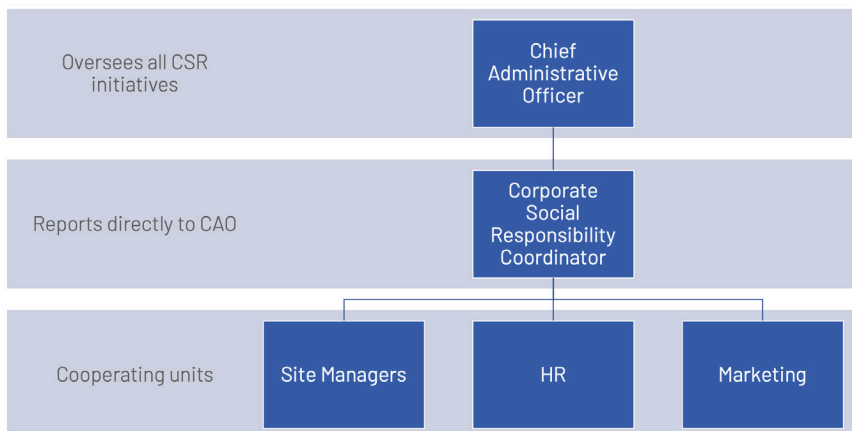 Oversees all CSR
initiatives
Chief
Administrative
Officer
Reports directly to CAO
Corporate
Social
Responsibility
Coordinator
Cooperating units
Site Managers
HR
Marketing